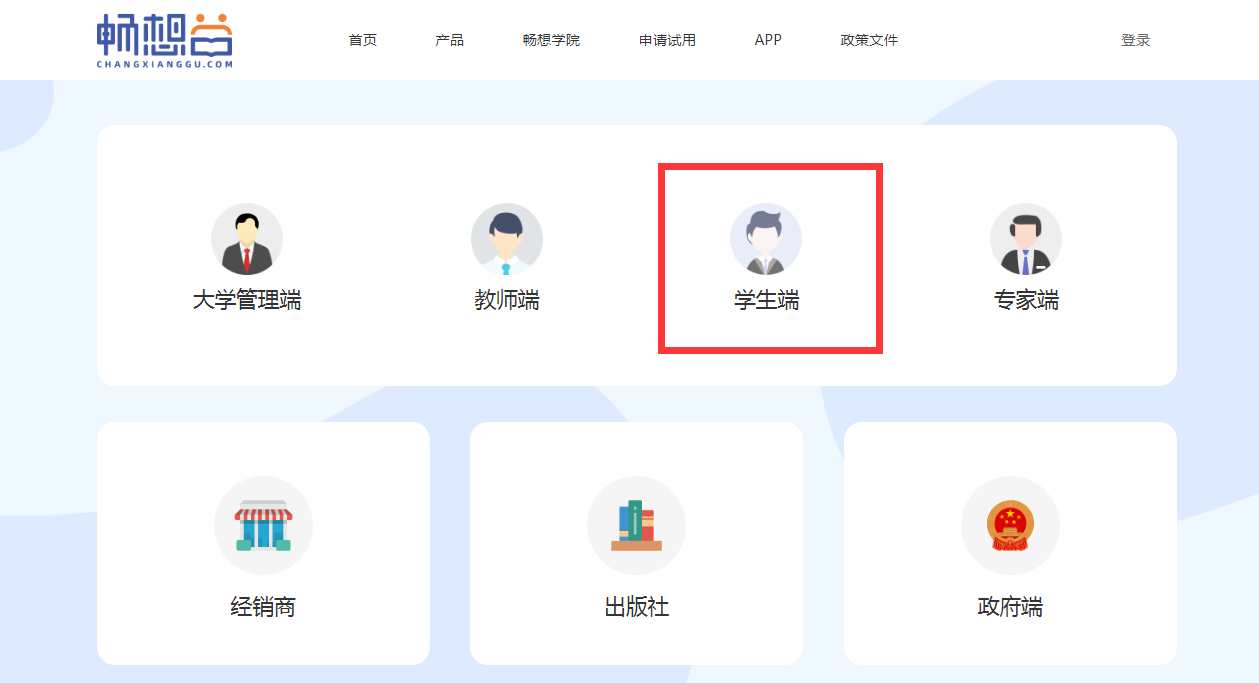 畅想谷
CHANGXIANGGU.COM
首页
产品
畅想学院
申请试用
APP
政策文件
登录
大学管理端
教师端
学生端
专家端
经销商
出版社
政府端